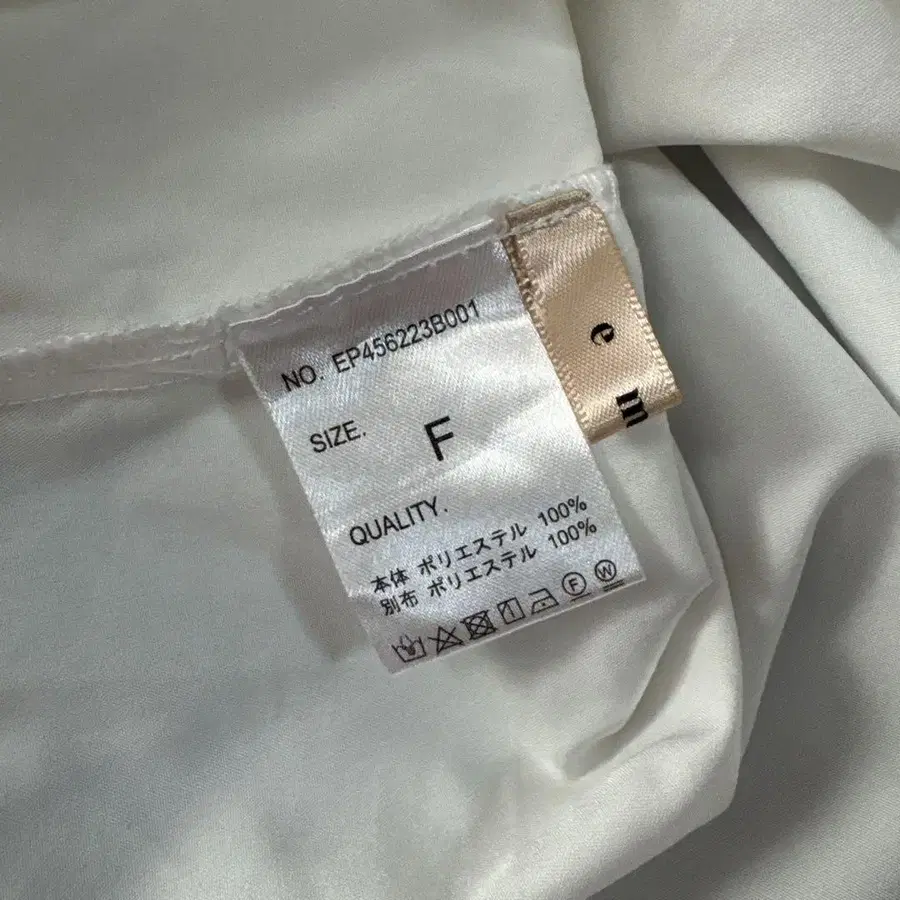 NO. EP456223B001
SIZE. F
QUALITY.
本体 ポリエステル 100%
別布 ポリエステル 100%
F W
e m